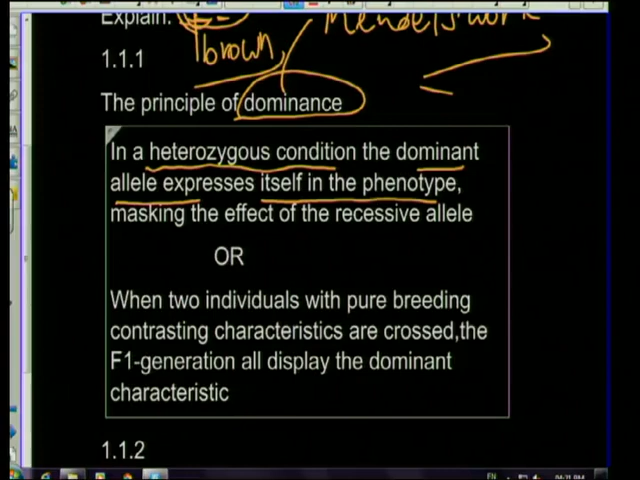 Explain.
Mendel's work
brown,
1.1.1
The principle of dominance
In a heterozygous condition the dominant
allele expresses itself in the phenotype,
masking the effect of the recessive allele
OR
When two individuals with pure breeding
contrasting characteristics are crossed,the
F1-generation all display the dominant
characteristic
1.1.2
EN